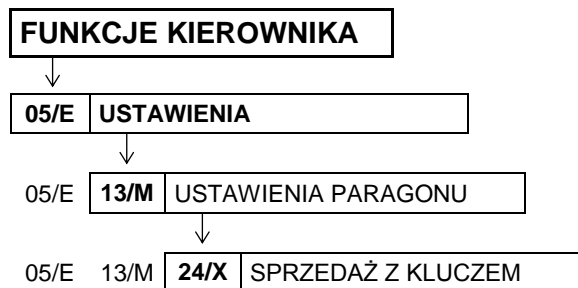 FUNKCJE KIEROWNIKA
05/E USTAWIENIA
05/E 13/M USTAWIENIA PARAGONU
05/E 13/M 24/X SPRZEDAŻ Z KLUCZEM